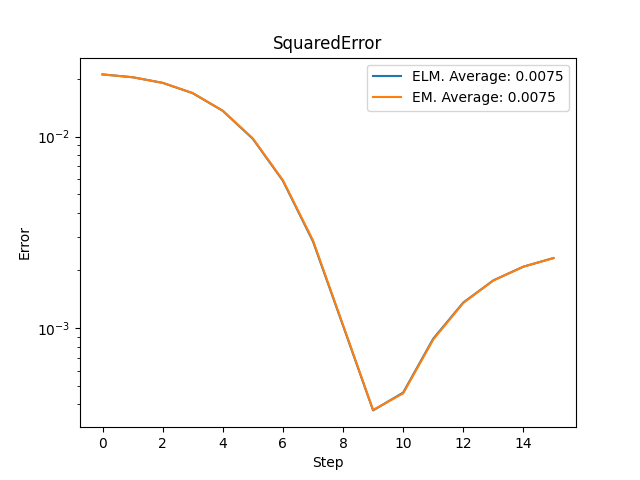 SquaredError
ELM. Average: 0.0075
EM. Average: 0.0075
10⁻²
10⁻³
Error
0 2 4 6 8 10 12 14
Step